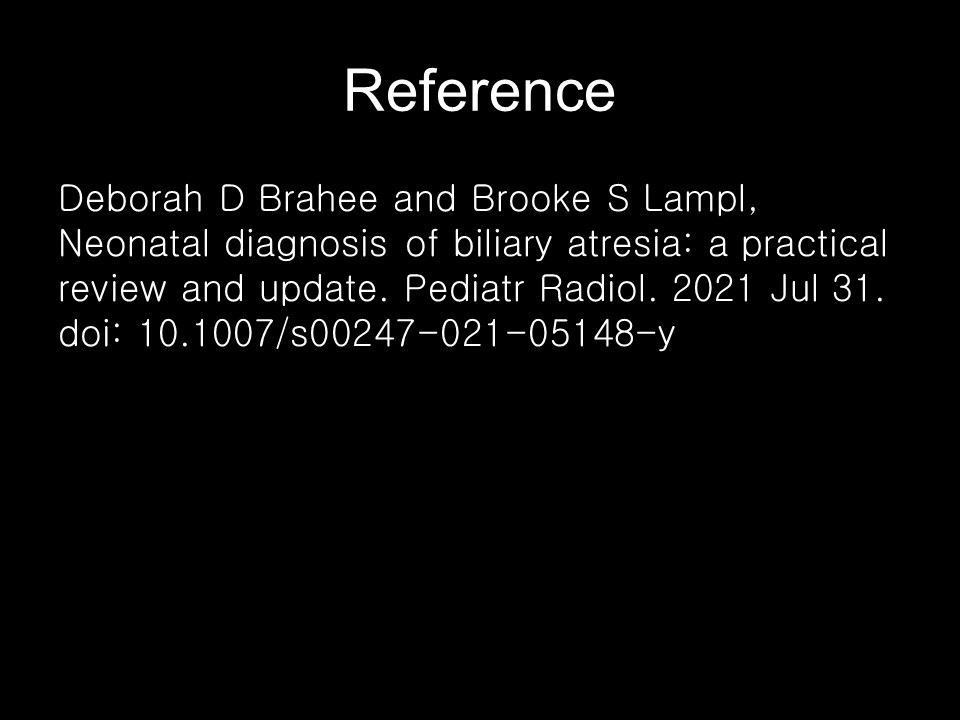 Reference
Deborah D Brahee and Brooke S Lampl,
Neonatal diagnosis of biliary atresia: a practical
review and update. Pediatr Radiol. 2021 Jul 31.
doi: 10.1007/s00247-021-05148-y